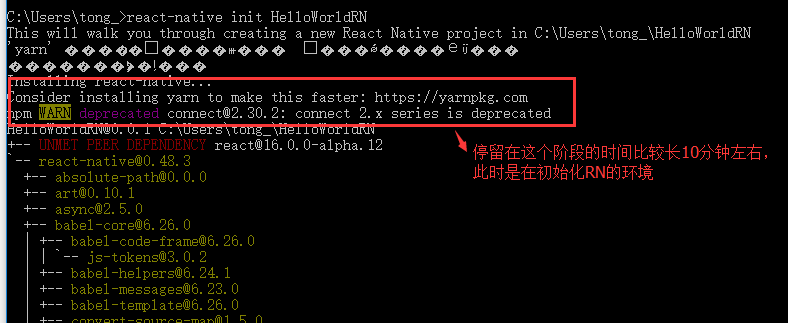 C:\Users\tong_>react-native init HelloWorldRN
This will walk you through creating a new React Native project in C:\Users\tong_\HelloWorldRN
'yarn'
Installing react-native...
Consider installing yarn to make this faster: https://yarnpkg.com
npm WARN deprecated connect@2.30.2: connect 2.x series is deprecated
HelloWorldRN@0.0.1 C:\Users\tong_\HelloWorldRN
+-- UNMET PEER DEPENDENCY react@16.0.0-alpha.12
`-- react-native@0.48.3
停留在这个阶段的时间比较长10分钟左右,
此时是在初始化RN的环境
+-- absolute-path@0.0.0
+-- art@0.10.1
+-- async@2.5.0
+-- babel-core@6.26.0
| +-- babel-code-frame@6.26.0
| | `-- js-tokens@3.0.2
| +-- babel-helpers@6.24.1
| +-- babel-messages@6.23.0
| +-- babel-template@6.26.0
| +-- convert-source-map@1.5.0